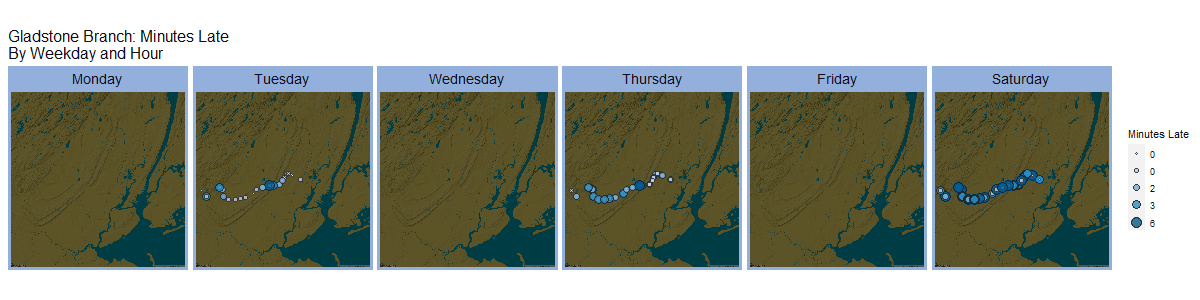 Gladstone Branch: Minutes Late
By Weekday and Hour
Monday
Tuesday
Wednesday
Thursday
Friday
Saturday
Minutes Late
0
0
2
3
6